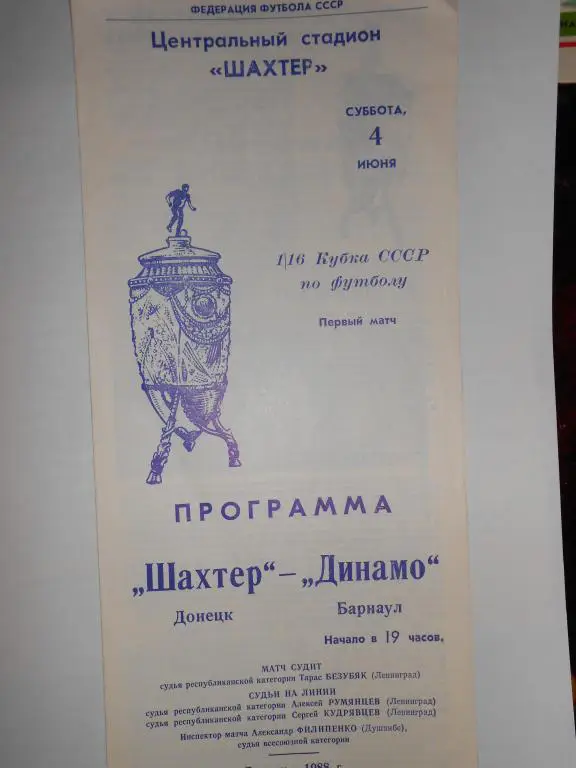 ФЕДЕРАЦИЯ ФУТБОЛА СССР
Центральный стадион
«ШАХТЕР»
СУББОТА,
4
ИЮНЯ
1|16 Кубка СССР
по футболу
Первый матч
ПРОГРАММА
„Шахтер“ – „Динамо“
Донецк Барнаул
Начало в 19 часов.
МАТЧ СУДИТ
судья республиканской категории Тарас БЕЗУБЯК (Ленинград)
СУДЬИ НА ЛИНИИ
судья республиканской категории Алексей РУМЯНЦЕВ (Ленинград)
судья республиканской категории Сергей КУДРЯВЦЕВ (Ленинград)
Инспектор матча Александр ФИЛИПЕНКО (Душанбе),
судья всесоюзной категории
1988 г.